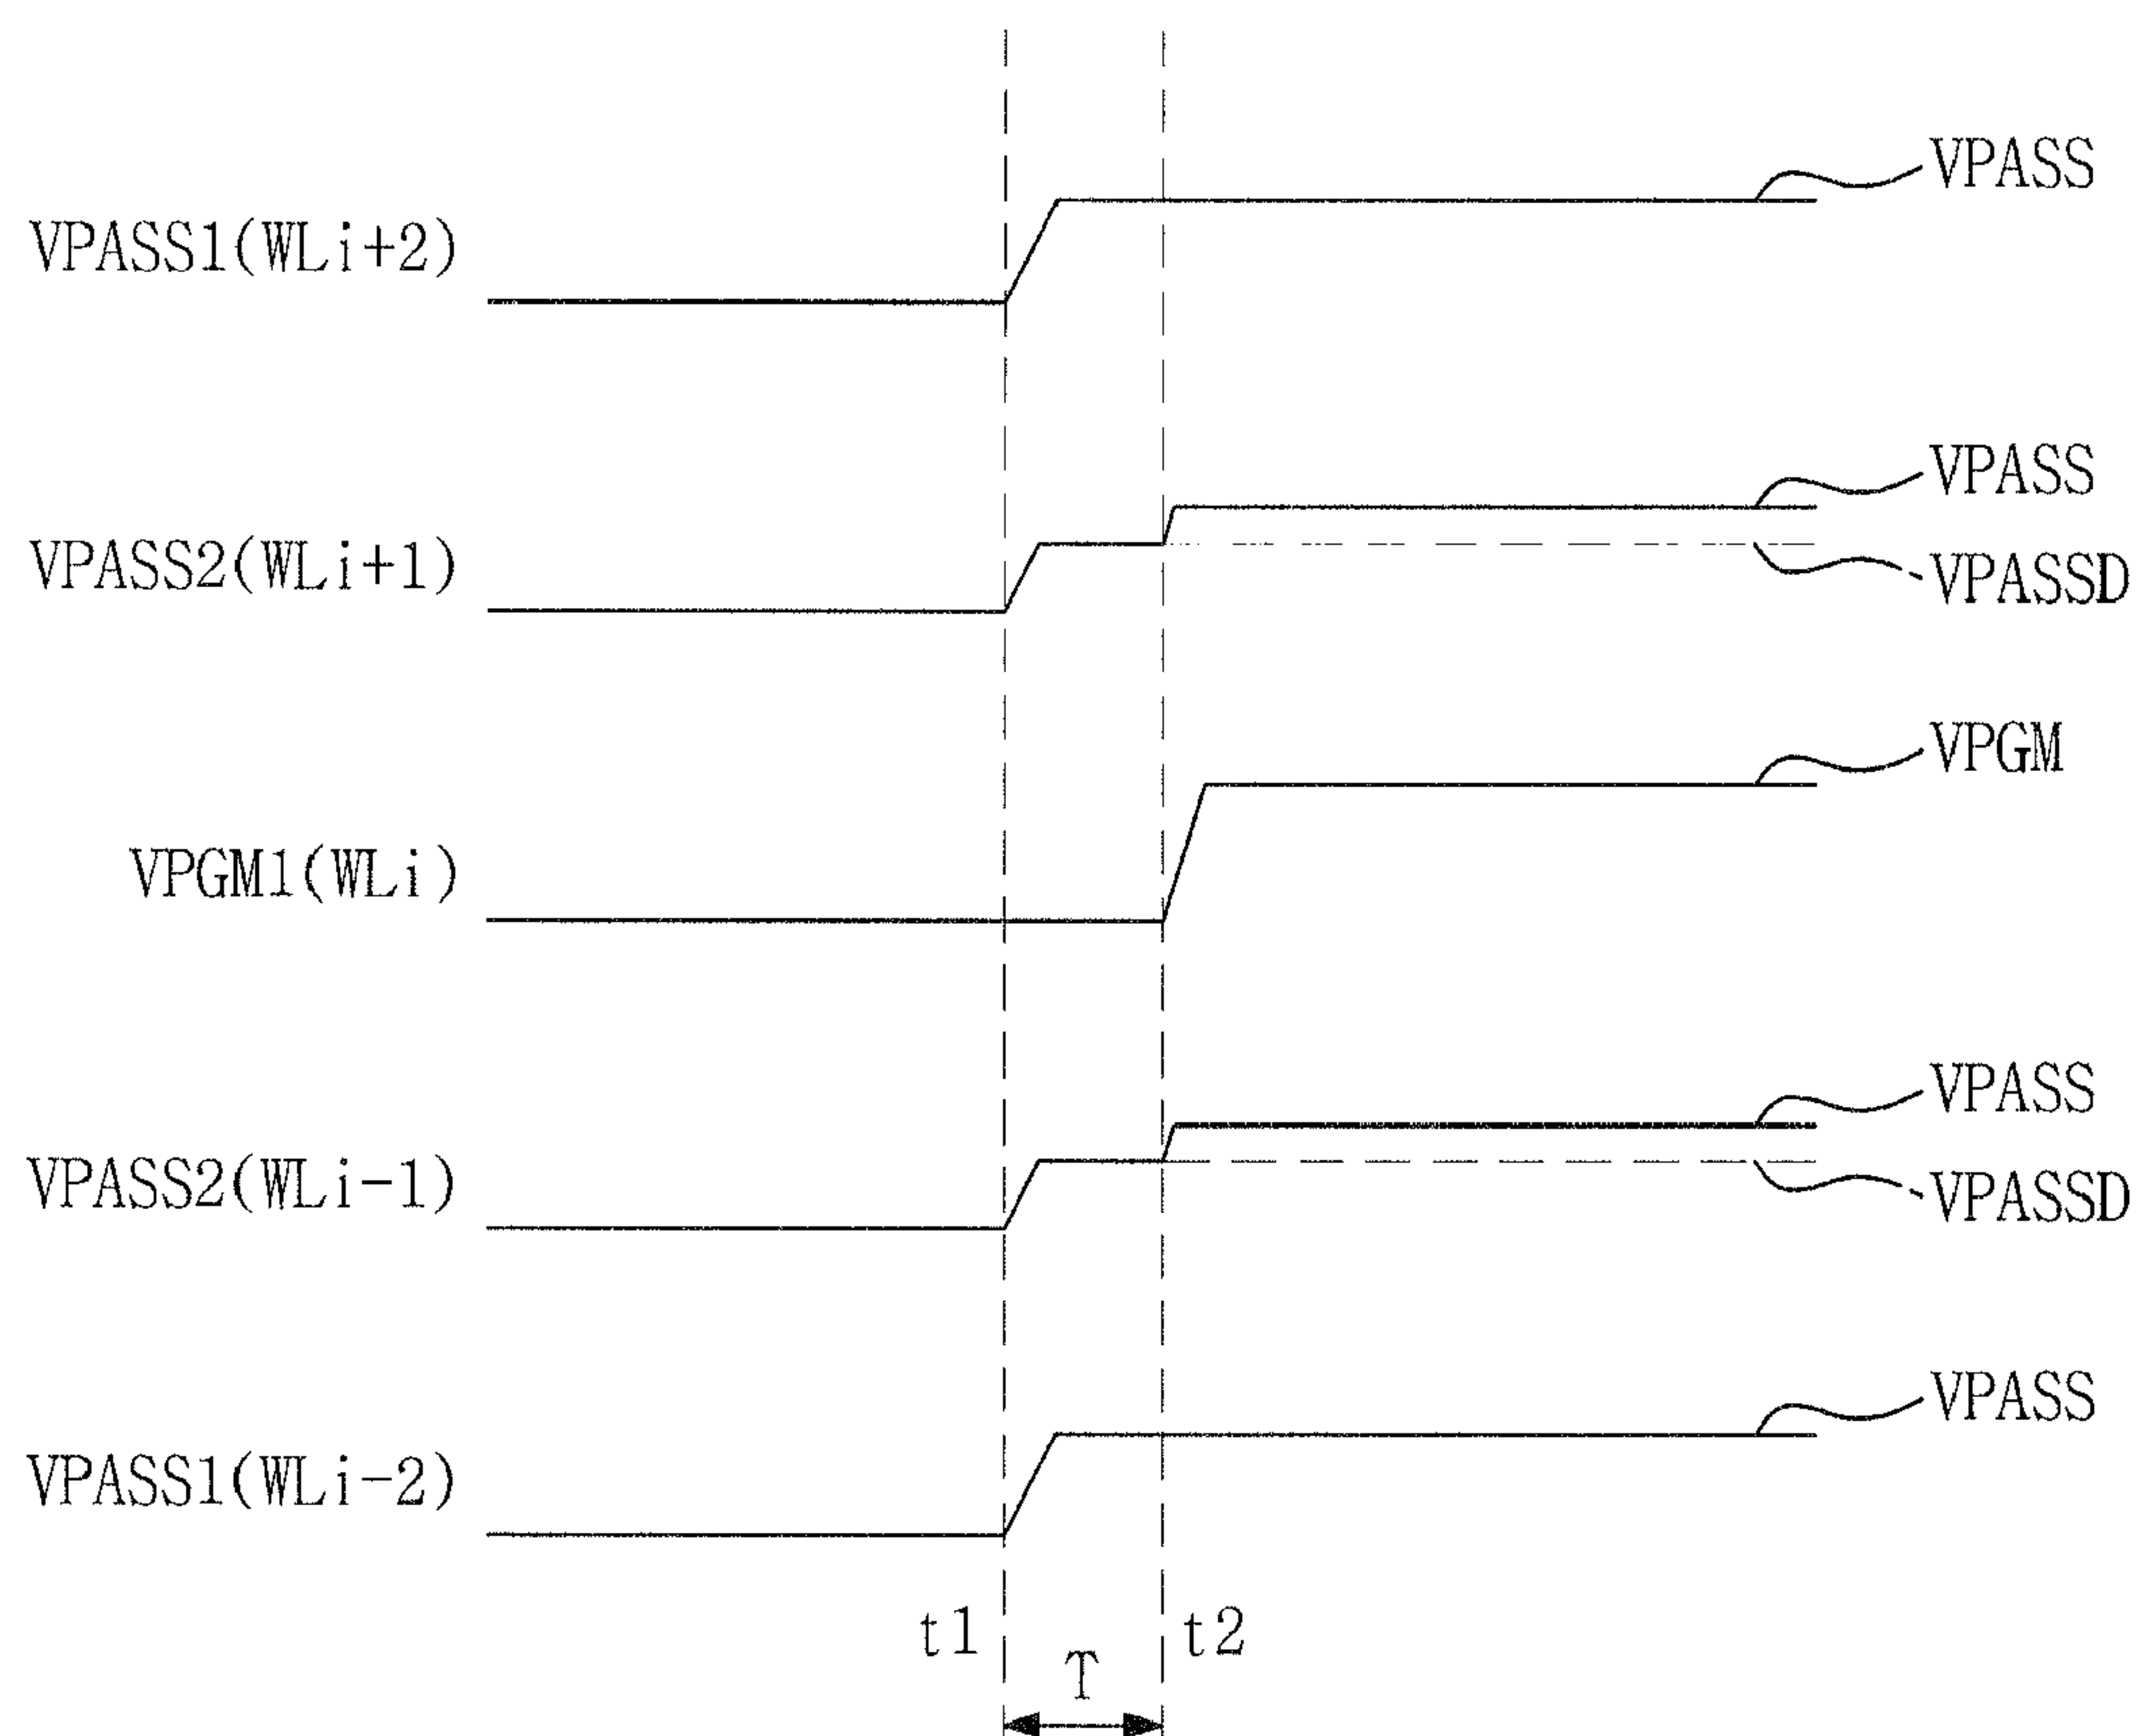 VPASS
VPASS1(WLi+2)
VPASS
VPASS2(WLi+1)
VPASSD
VPGM
VPGM1(WLi)
VPASS
VPASS2(WLi-1)
VPASSD
VPASS
VPASS1(WLi-2)
t1
t2
T